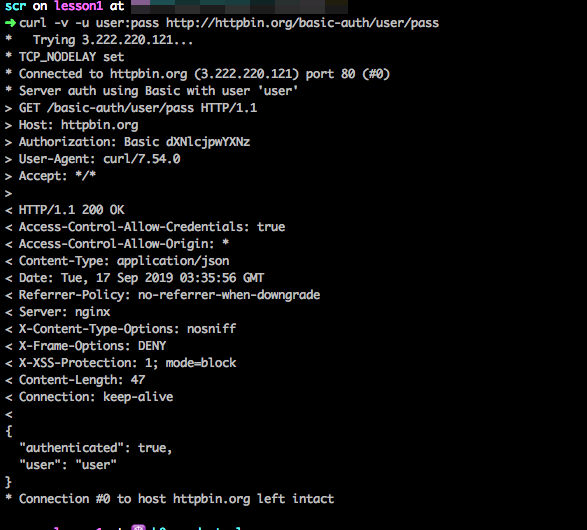 scr on lesson1 at
➜ curl -v -u user:pass http://httpbin.org/basic-auth/user/pass
*   Trying 3.222.220.121...
* TCP_NODELAY set
* Connected to httpbin.org (3.222.220.121) port 80 (#0)
* Server auth using Basic with user 'user'
> GET /basic-auth/user/pass HTTP/1.1
> Host: httpbin.org
> Authorization: Basic dXNlcjpwYXNz
> User-Agent: curl/7.54.0
> Accept: */*
>
< HTTP/1.1 200 OK
< Access-Control-Allow-Credentials: true
< Access-Control-Allow-Origin: *
< Content-Type: application/json
< Date: Tue, 17 Sep 2019 03:35:56 GMT
< Referrer-Policy: no-referrer-when-downgrade
< Server: nginx
< X-Content-Type-Options: nosniff
< X-Frame-Options: DENY
< X-XSS-Protection: 1; mode=block
< Content-Length: 47
< Connection: keep-alive
<
{
  "authenticated": true,
  "user": "user"
}
* Connection #0 to host httpbin.org left intact